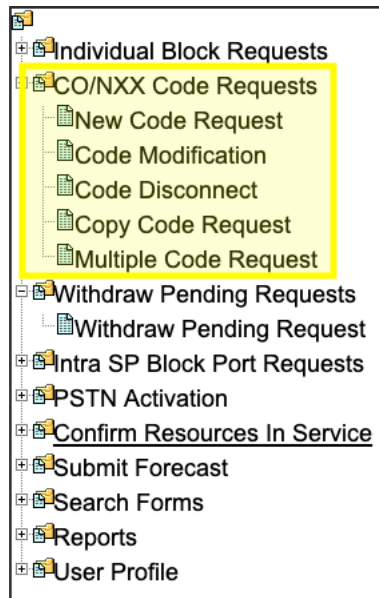 Individual Block Requests
CO/NXX Code Requests
New Code Request
Code Modification
Code Disconnect
Copy Code Request
Multiple Code Request
Withdraw Pending Requests
Withdraw Pending Request
Intra SP Block Port Requests
PSTN Activation
Confirm Resources In Service
Submit Forecast
Search Forms
Reports
User Profile